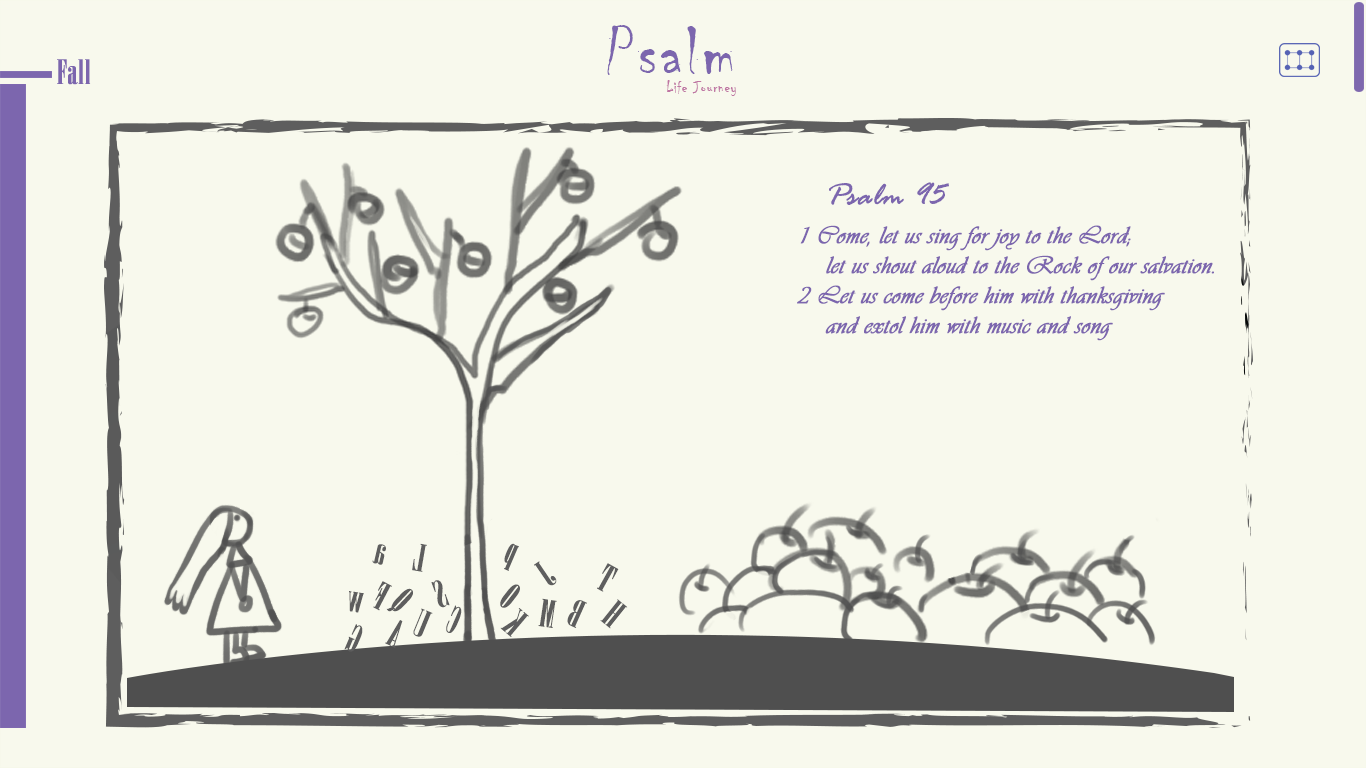 Fall
Psalm
Life Journey
Psalm 95
1 Come, let us sing for joy to the Lord;
let us shout aloud to the Rock of our salvation.
2 Let us come before him with thanksgiving
and extol him with music and song
a L q J T
W F O E S O M B H
G A U C K